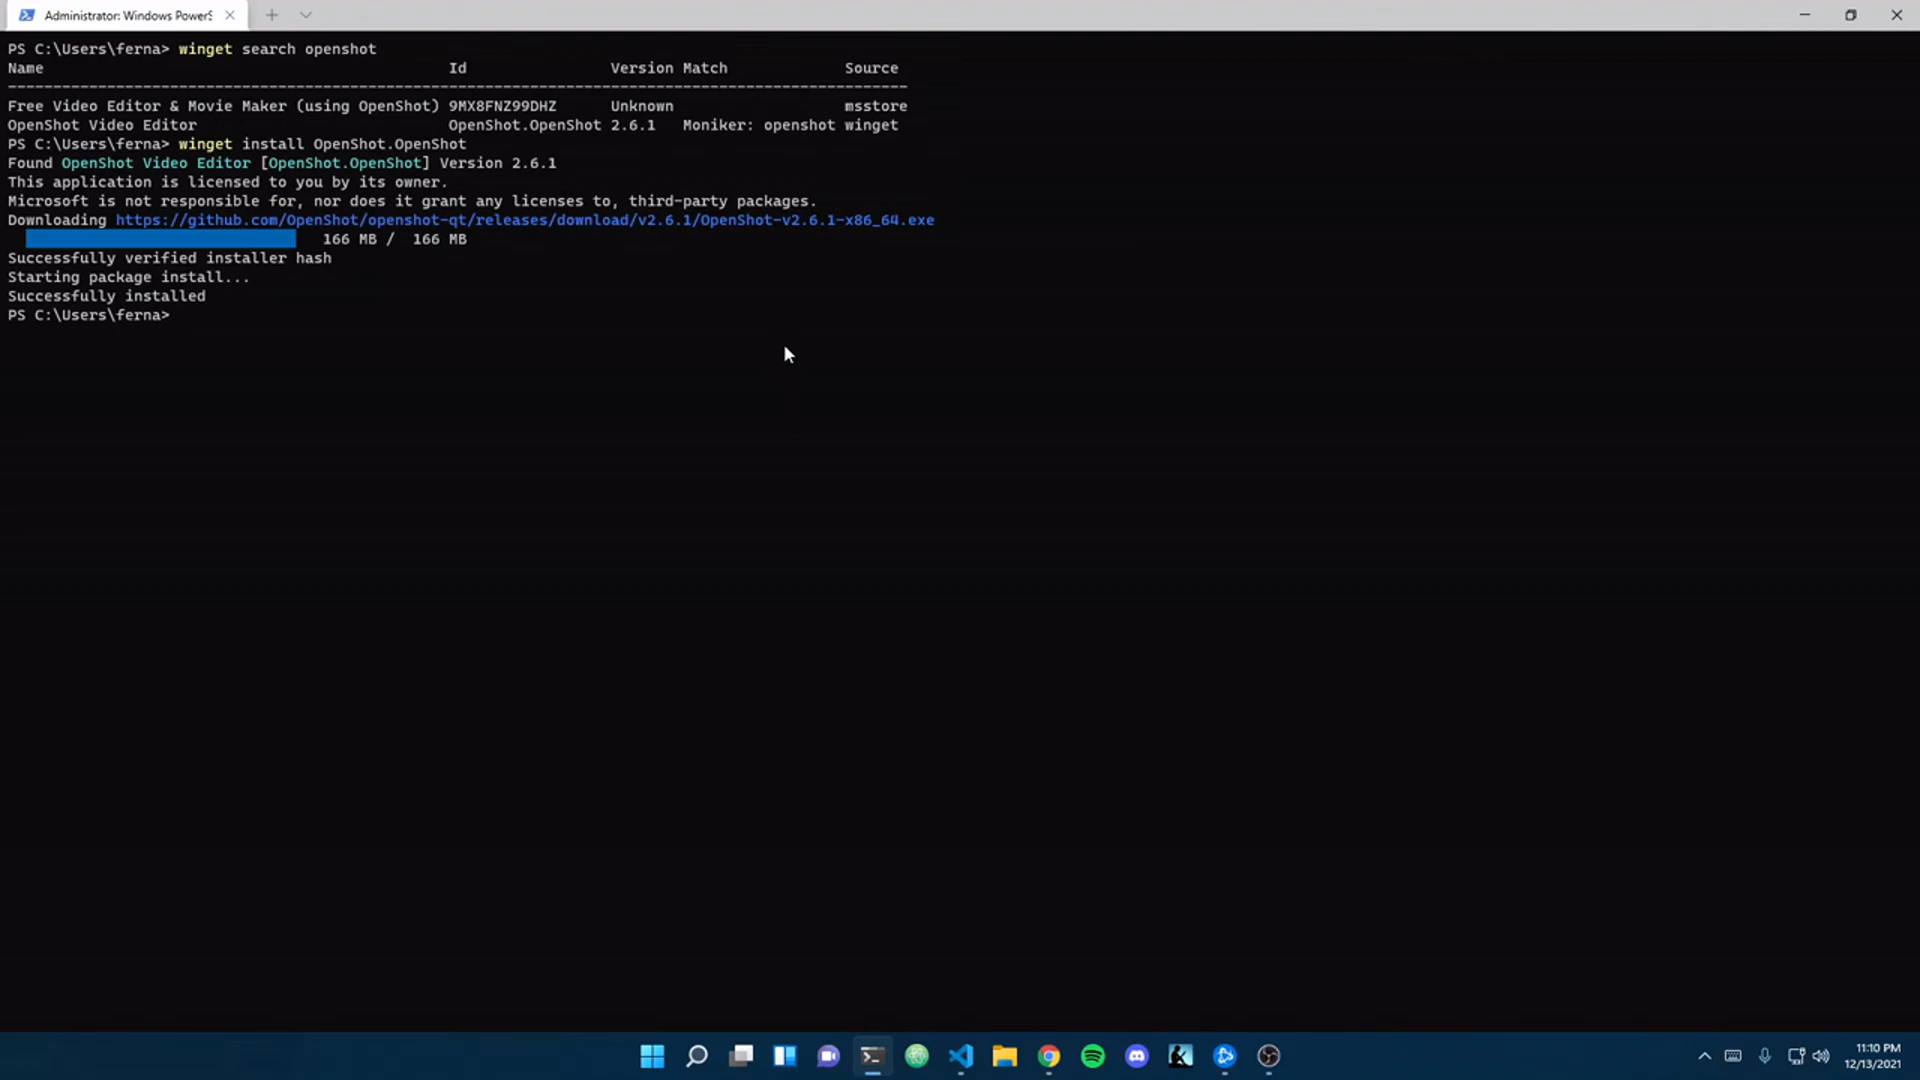 Administrator: Windows PowerS
PS C:\Users\ferna> winget search openshot
Name Id Version Match Source
--------------------------------------------------------------------------------------------------
Free Video Editor & Movie Maker (using OpenShot) 9MX8FNZ99DHZ Unknown msstore
OpenShot Video Editor OpenShot.OpenShot 2.6.1 Moniker: openshot winget
PS C:\Users\ferna> winget install OpenShot.OpenShot
Found OpenShot Video Editor [OpenShot.OpenShot] Version 2.6.1
This application is licensed to you by its owner.
Microsoft is not responsible for, nor does it grant any licenses to, third-party packages.
Downloading https://github.com/OpenShot/openshot-qt/releases/download/v2.6.1/OpenShot-v2.6.1-x86_64.exe
166 MB / 166 MB
Successfully verified installer hash
Starting package install...
Successfully installed
PS C:\Users\ferna>
11:10 PM
12/13/2021